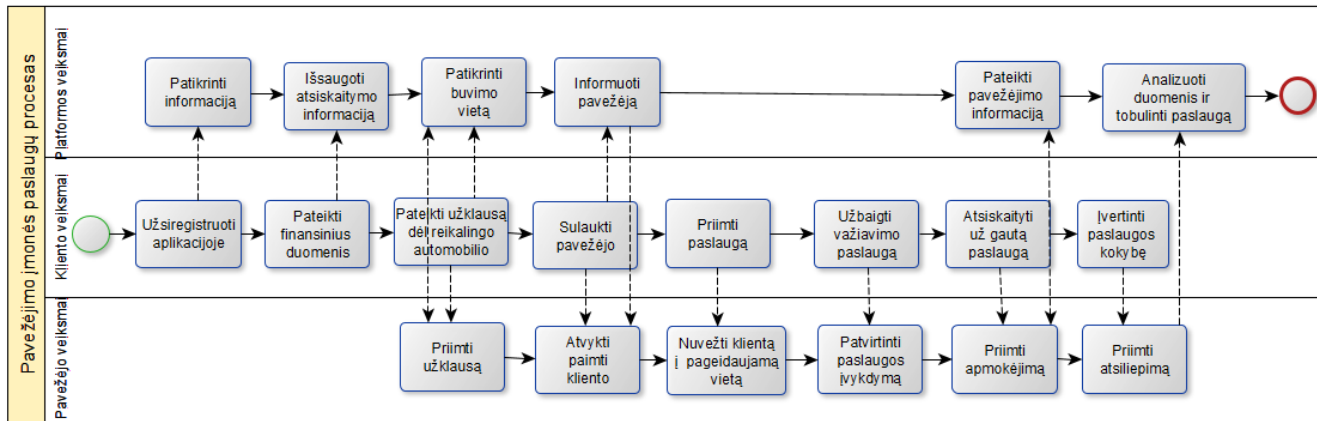 Pavežėjimo įmonės paslaugų procesas
Platformos veiksmai
Patikrinti
informaciją
Išsaugoti
atsiskaitymo
informaciją
Patikrinti
buvimo
vietą
Informuoti
pavežėją
Pateikti
pavežėjimo
informaciją
Analizuoti
duomenis ir
tobulinti paslaugą
Kliento veiksmai
Užsiregistruoti
aplikacijoje
Pateikti
finansinius
duomenis
Pateikti užklausą
dėl reikalingo
automobilio
Sulaukti
pavežėjo
Priimti
paslaugą
Užbaigti
važiavimo
paslaugą
Atsiskaityti
už gautą
paslaugą
Įvertinti
paslaugos
kokybę
Pavežėjo veiksmai
Priimti
užklausą
Atvykti
paimti
kliento
Nuvežti klientą
į pageidaujamą
vietą
Patvirtinti
paslaugos
įvykdymą
Priimti
apmokėjimą
Priimti
atsiliepimą